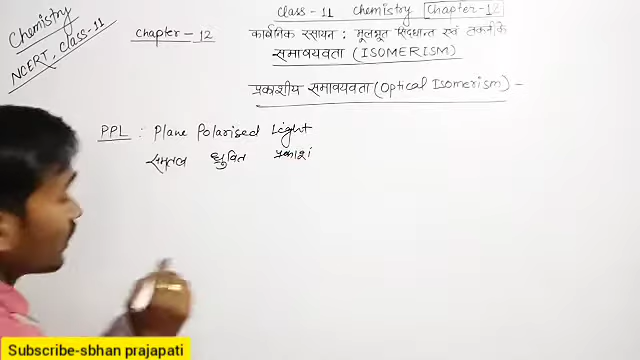 Chemistry
NCERT, class-11
Chapter - 12
Class - 11 Chemistry Chapter-12
कार्बनिक रसायन : मूलभूत सिद्धान्त एवं तकनीके
समावयवता (ISOMERISM)
प्रकाशीय समावयवता (Optical Isomerism) -
PPL : Plane Polarised Light
समतल ध्रुवित प्रकाश
Subscribe-sbhan prajapati